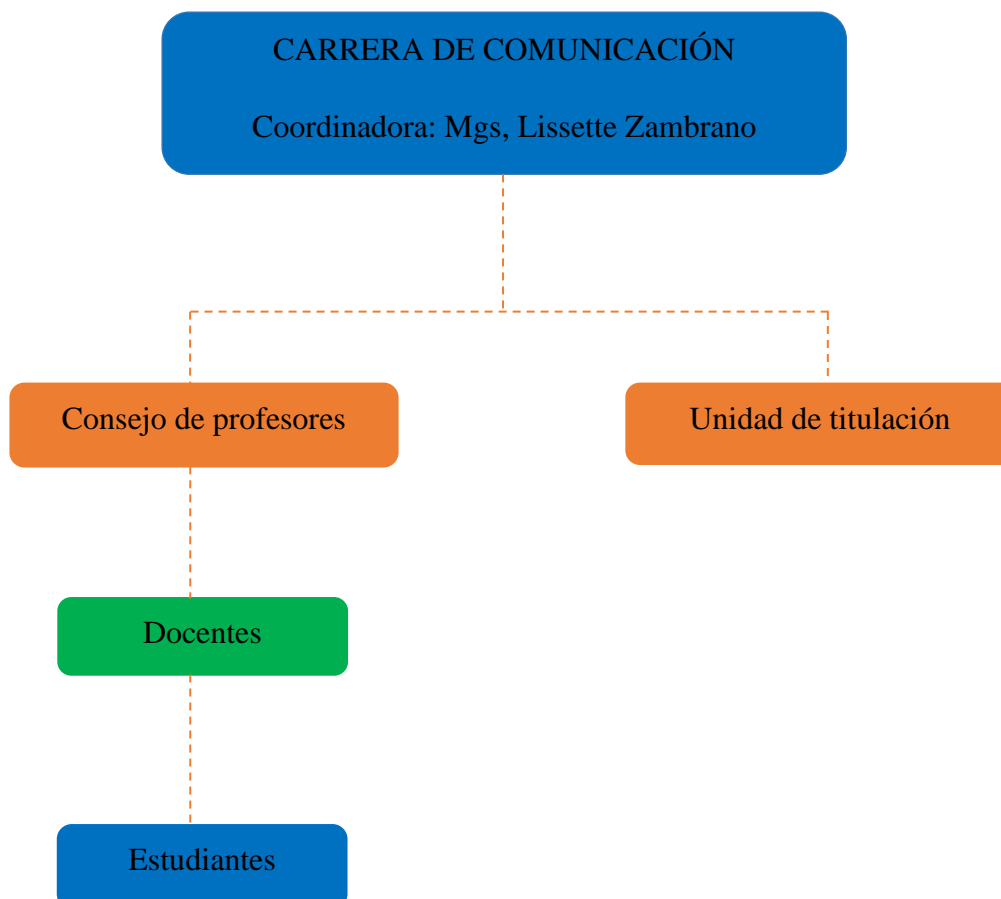 CARRERA DE COMUNICACIÓN
Coordinadora: Mgs, Lissette Zambrano
Consejo de profesores
Unidad de titulación
Docentes
Estudiantes